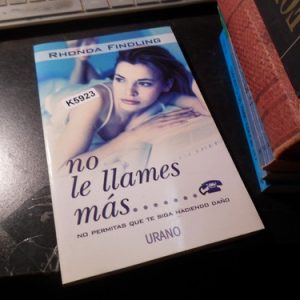 RHONDA FINDLING
K5923
no
le llames
más........
NO PERMITAS QUE TE SIGA HACIENDO DAÑO
URANO